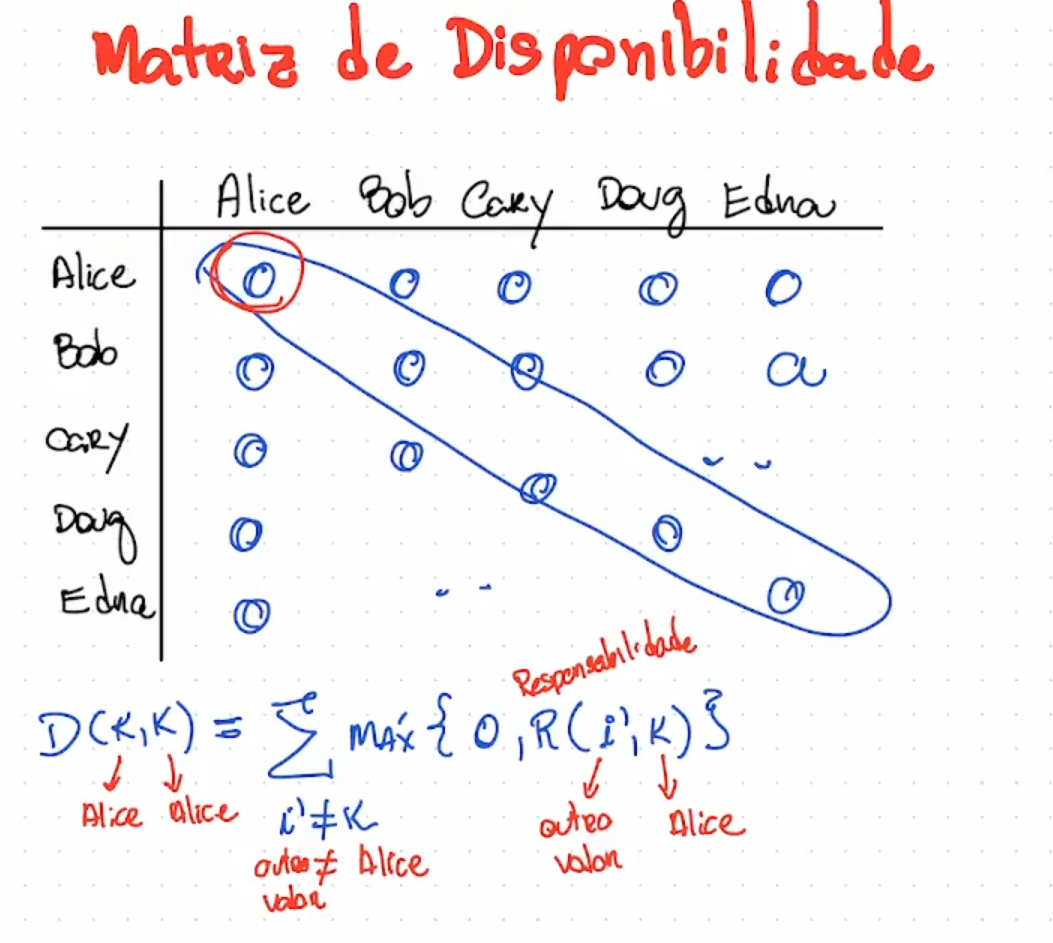 Matriz de Disponibilidade
Alice Bob Cary Doug Edna
Alice 0 0 0 0 0
Bob 0 0 0 0 a
Cary 0 0 0 ..
Doug 0 0
Edna 0 .. 0
Responsabilidade
D(K,K) = Σ máx{0,R(i',K)}
Alice Alice i'≠K outro Alice
outro ≠ Alice valor
valor